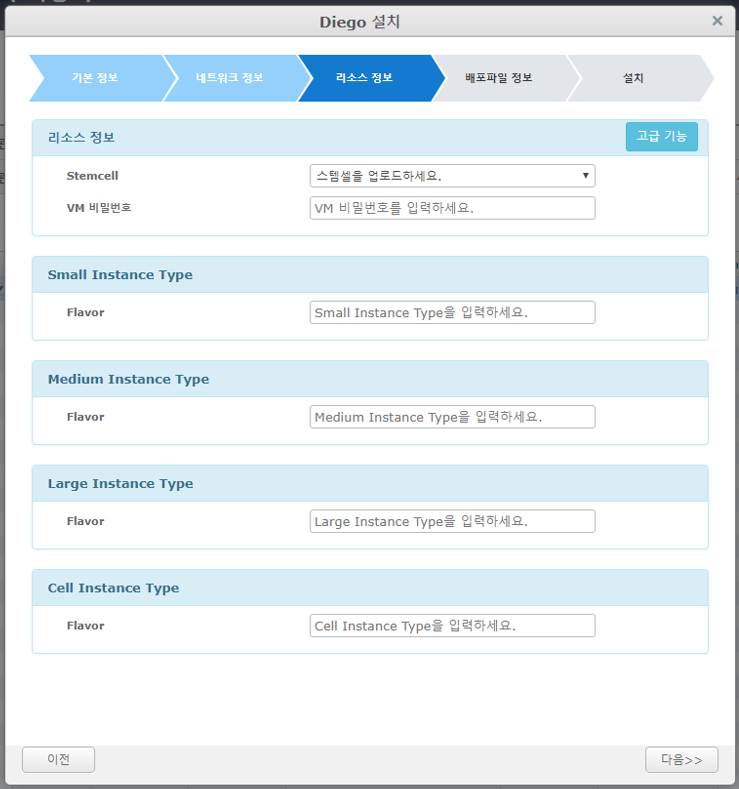 Diego 설치
×
기본 정보
네트워크 정보
리소스 정보
배포파일 정보
설치
리소스 정보
고급 기능
Stemcell
스템셀을 업로드하세요.
VM 비밀번호
VM 비밀번호를 입력하세요.
Small Instance Type
Flavor
Small Instance Type을 입력하세요.
Medium Instance Type
Flavor
Medium Instance Type을 입력하세요.
Large Instance Type
Flavor
Large Instance Type을 입력하세요.
Cell Instance Type
Flavor
Cell Instance Type을 입력하세요.
이전
다음>>